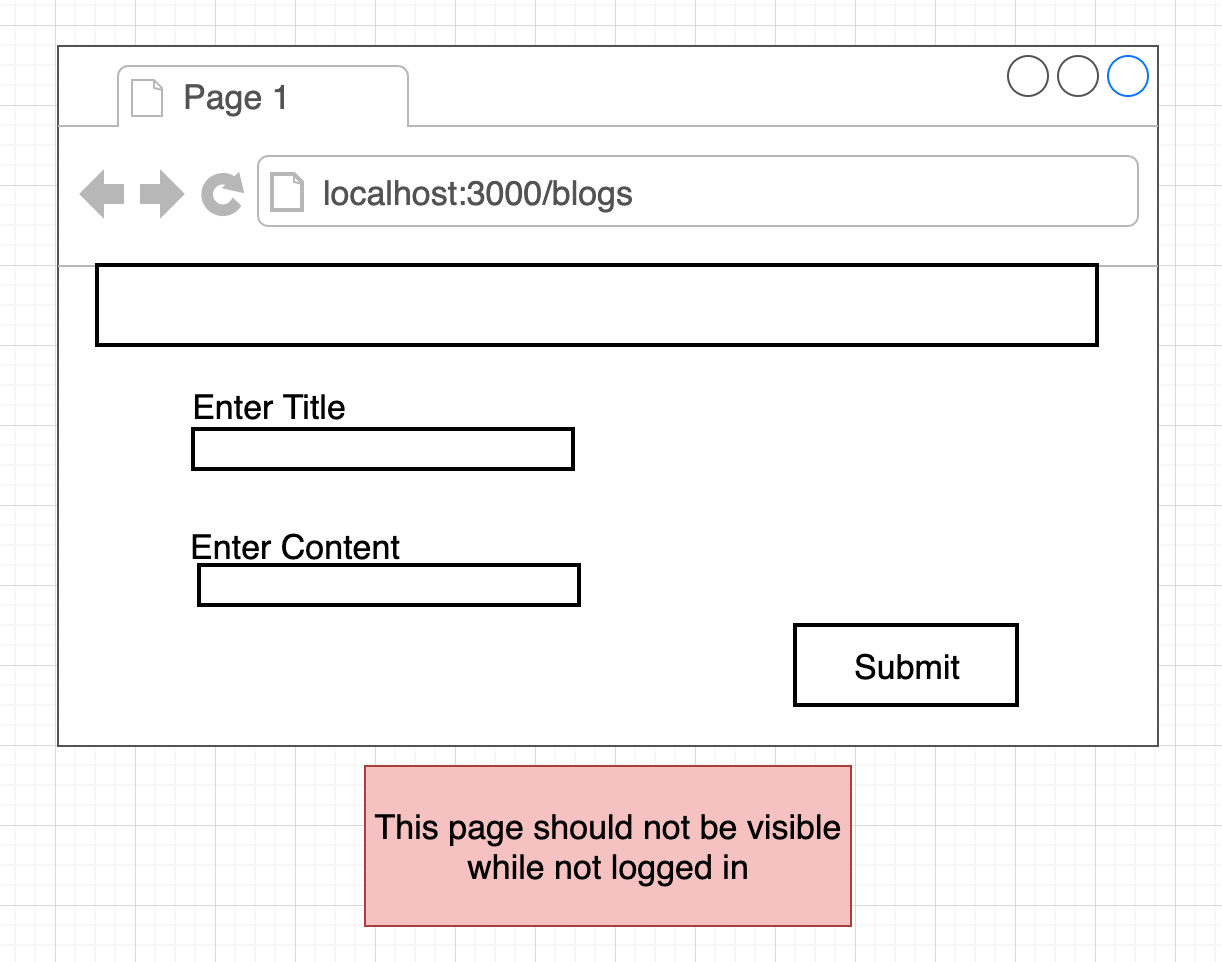 Page 1
localhost:3000/blogs
Enter Title
Enter Content
Submit
This page should not be visible
while not logged in